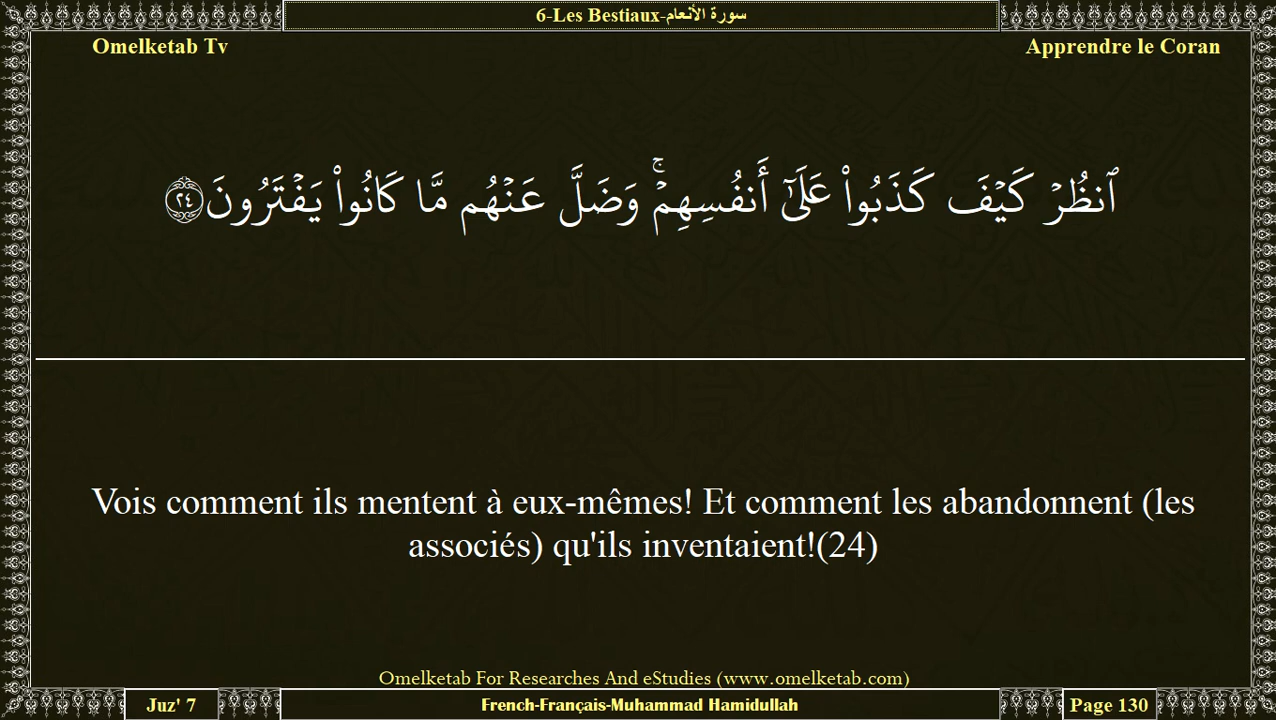 6-Les Bestiaux-سورة الأنعام
Omelketab Tv
Apprendre le Coran
ٱنظُرۡ كَيۡفَ كَذَبُواْ عَلَىٰٓ أَنفُسِهِمۡۚ وَضَلَّ عَنۡهُم مَّا كَانُواْ يَفۡتَرُونَ ٢٤
Vois comment ils mentent à eux-mêmes! Et comment les abandonnent (les
associés) qu'ils inventaient!(24)
Omelketab For Researches And eStudies (www.omelketab.com)
Juz' 7
French-Français-Muhammad Hamidullah
Page 130